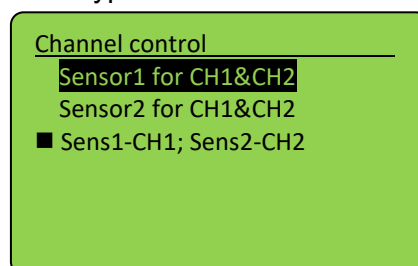 Channel control
Sensor1 for CH1&CH2
Sensor2 for CH1&CH2
■ Sens1-CH1; Sens2-CH2